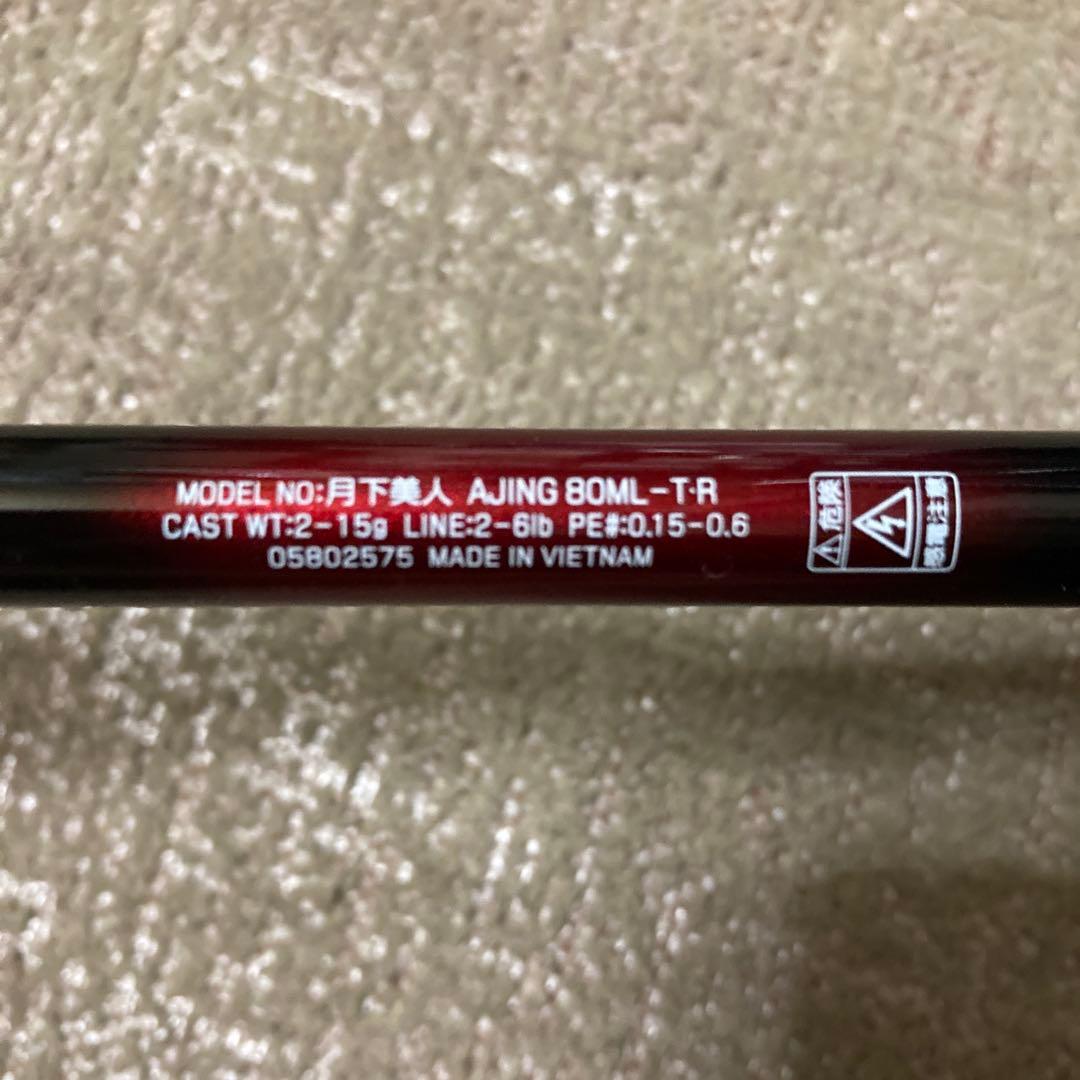 MODEL NO:月下美人 AJING 80ML-T・R
CAST WT:2-15g LINE:2-6lb PE#:0.15-0.6
05802575 MADE IN VIETNAM
危険
感電注意